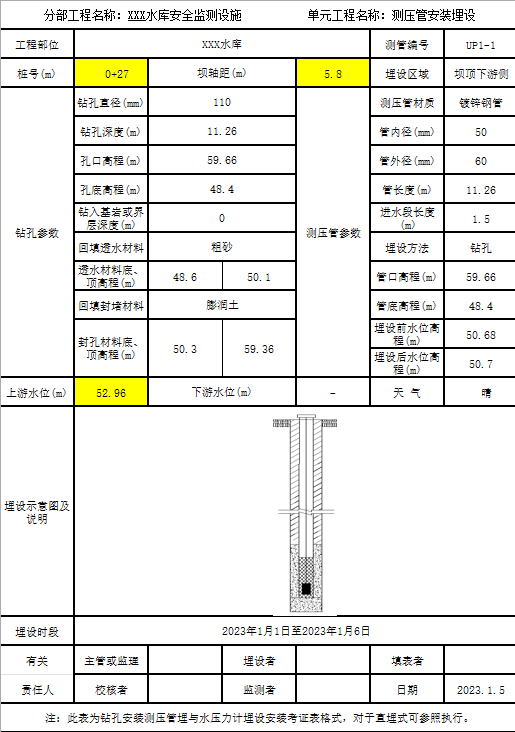 分部工程名称：XXX水库安全监测设施 单元工程名称：测压管安装埋设
工程部位 XXX水库 测管编号 UP1-1
桩号(m) 0+27 坝轴距(m) 5.8 埋设区域 坝顶下游侧
钻孔参数
钻孔直径(mm) 110
钻孔深度(m) 11.26
孔口高程(m) 59.66
孔底高程(m) 48.4
钻入基岩或界
层深度(m) 0
回填透水材料 粗砂
透水材料底、
顶高程(m) 48.6 50.1
回填封堵材料 膨润土
封孔材料底、
顶高程(m) 50.3 59.36
测压管参数
测压管材质 镀锌钢管
管内径(mm) 50
管外径(mm) 60
管长度(m) 11.26
进水段长度
(m) 1.5
埋设方法 钻孔
管口高程(m) 59.66
管底高程(m) 48.4
埋设前水位高
程(m) 50.68
埋设后水位高
程(m) 50.7
上游水位(m) 52.96 下游水位(m) - 天 气 晴
埋设示意图及
说明
埋设时段 2023年1月1日至2023年1月6日
有关 主管或监理 埋设者 填表者
责任人 校核者 监测者 日期 2023.1.5
注：此表为钻孔安装测压管埋与水压力计埋设安装考证表格式，对于直埋式可参照执行。